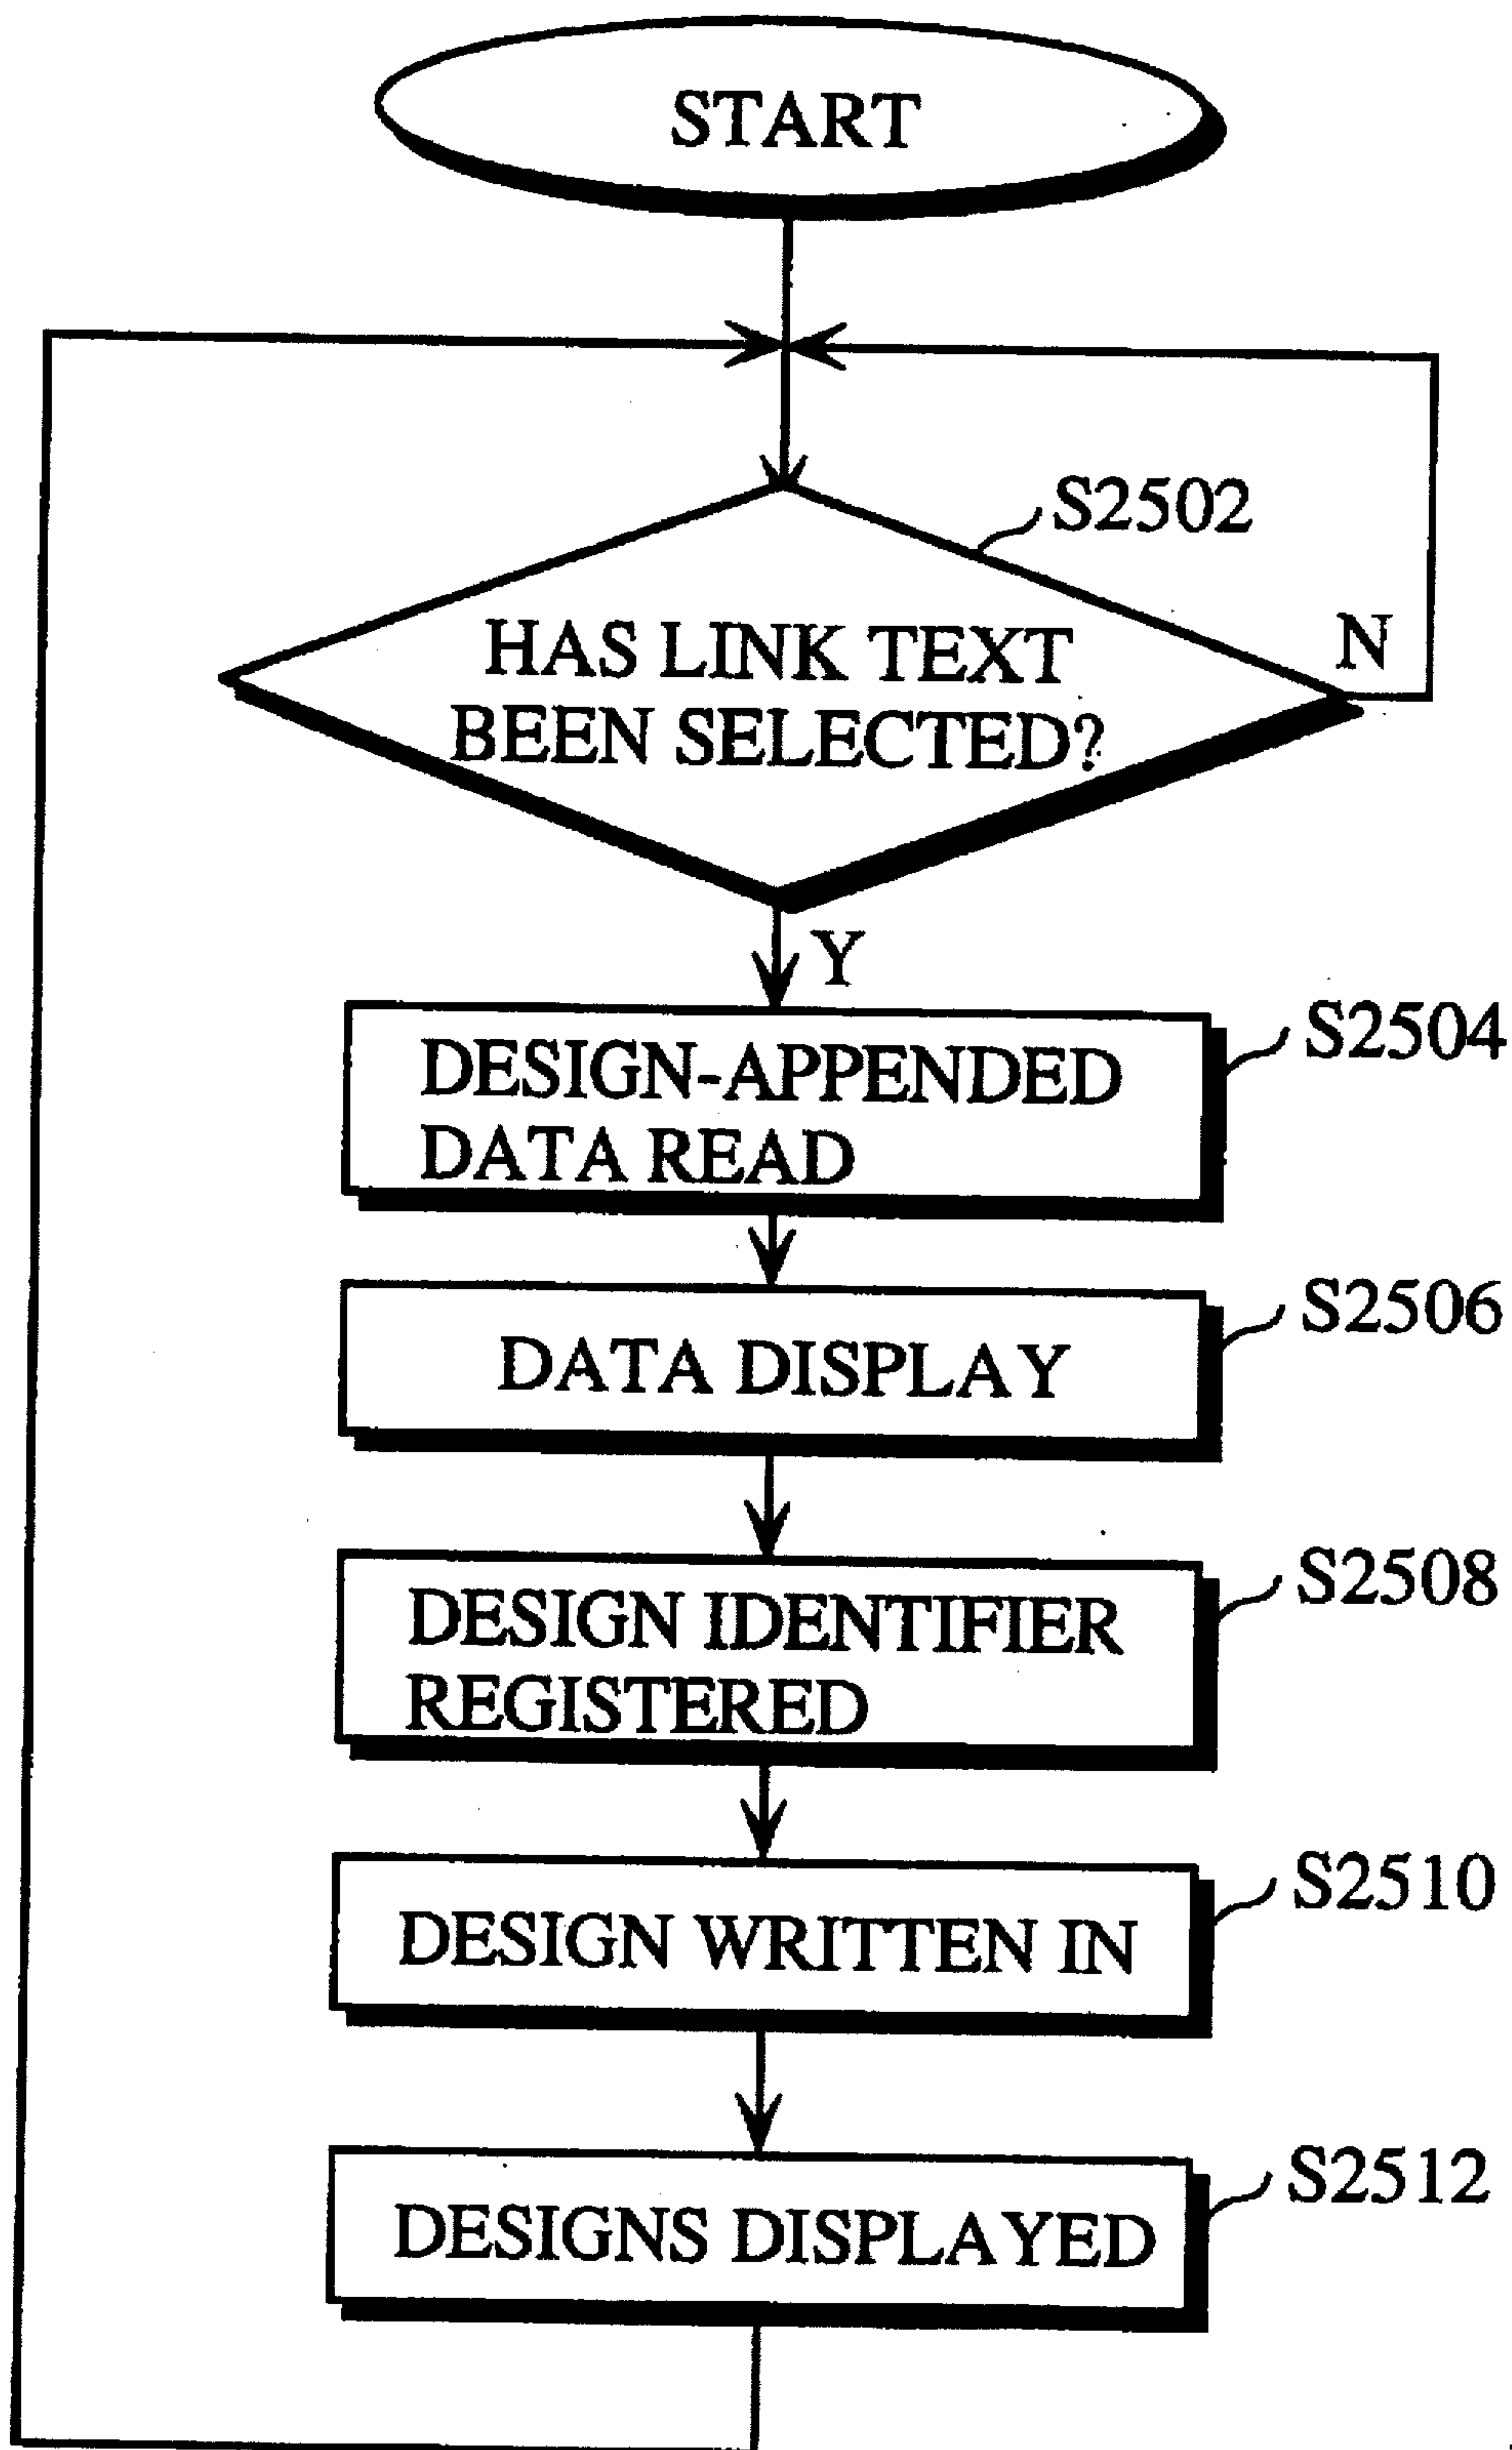 START
S2502
HAS LINK TEXT
BEEN SELECTED?
N
Y
DESIGN-APPENDED
DATA READ
S2504
DATA DISPLAY
S2506
DESIGN IDENTIFIER
REGISTERED
S2508
DESIGN WRITTEN IN
S2510
DESIGNS DISPLAYED
S2512